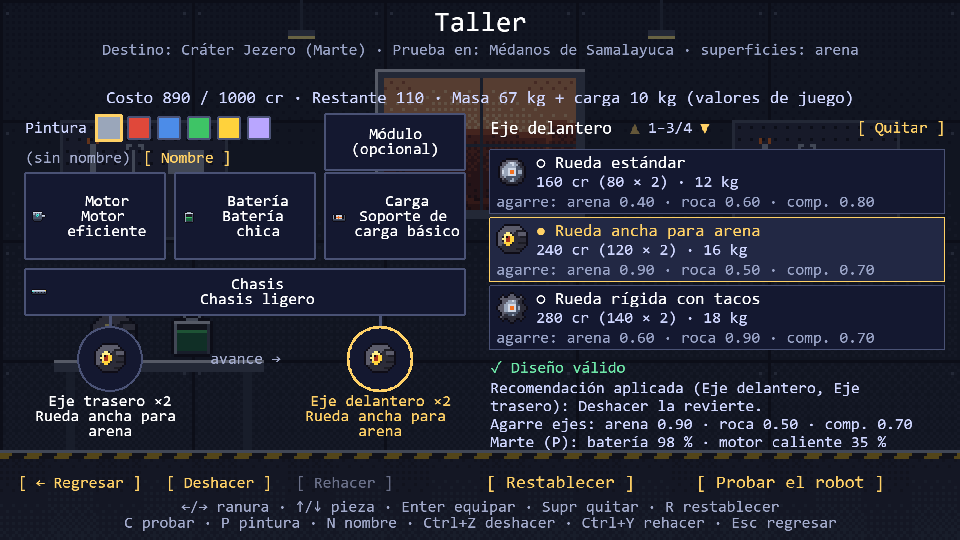 Taller
Destino: Cráter Jezero (Marte) · Prueba en: Médanos de Samalayuca · superficies: arena
Costo 890 / 1000 cr · Restante 110 · Masa 67 kg + carga 10 kg (valores de juego)
Pintura
(sin nombre) [ Nombre ]
Módulo
(opcional)
Motor
Motor
eficiente
Batería
Batería
chica
Carga
Soporte de
carga básico
Chasis
Chasis ligero
avance →
Eje trasero ×2
Rueda ancha para
arena
Eje delantero ×2
Rueda ancha para
arena
Eje delantero ▲ 1–3/4 ▼ [ Quitar ]
○ Rueda estándar
160 cr (80 × 2) · 12 kg
agarre: arena 0.40 · roca 0.60 · comp. 0.80
● Rueda ancha para arena
240 cr (120 × 2) · 16 kg
agarre: arena 0.90 · roca 0.50 · comp. 0.70
○ Rueda rígida con tacos
280 cr (140 × 2) · 18 kg
agarre: arena 0.60 · roca 0.90 · comp. 0.70
✓ Diseño válido
Recomendación aplicada (Eje delantero, Eje
trasero): Deshacer la revierte.
Agarre ejes: arena 0.90 · roca 0.50 · comp. 0.70
Marte (P): batería 98 % · motor caliente 35 %
[ ← Regresar ] [ Deshacer ] [ Rehacer ] [ Restablecer ] [ Probar el robot ]
←/→ ranura · ↑/↓ pieza · Enter equipar · Supr quitar · R restablecer
C probar · P pintura · N nombre · Ctrl+Z deshacer · Ctrl+Y rehacer · Esc regresar